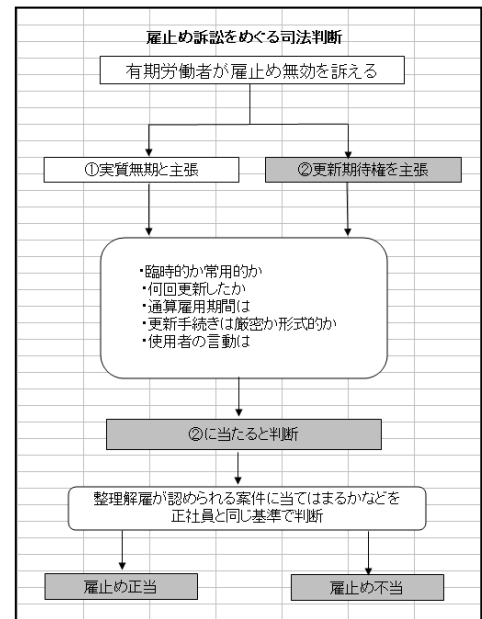 雇止め訴訟をめぐる司法判断
有期労働者が雇止め無効を訴える
①実質無期と主張
②更新期待権を主張
・臨時的か常用的か
・何回更新したか
・通算雇用期間は
・更新手続きは厳密か形式的か
・使用者の言動は
②に当たると判断
整理解雇が認められる案件に当てはまるかなどを
正社員と同じ基準で判断
雇止め正当
雇止め不当